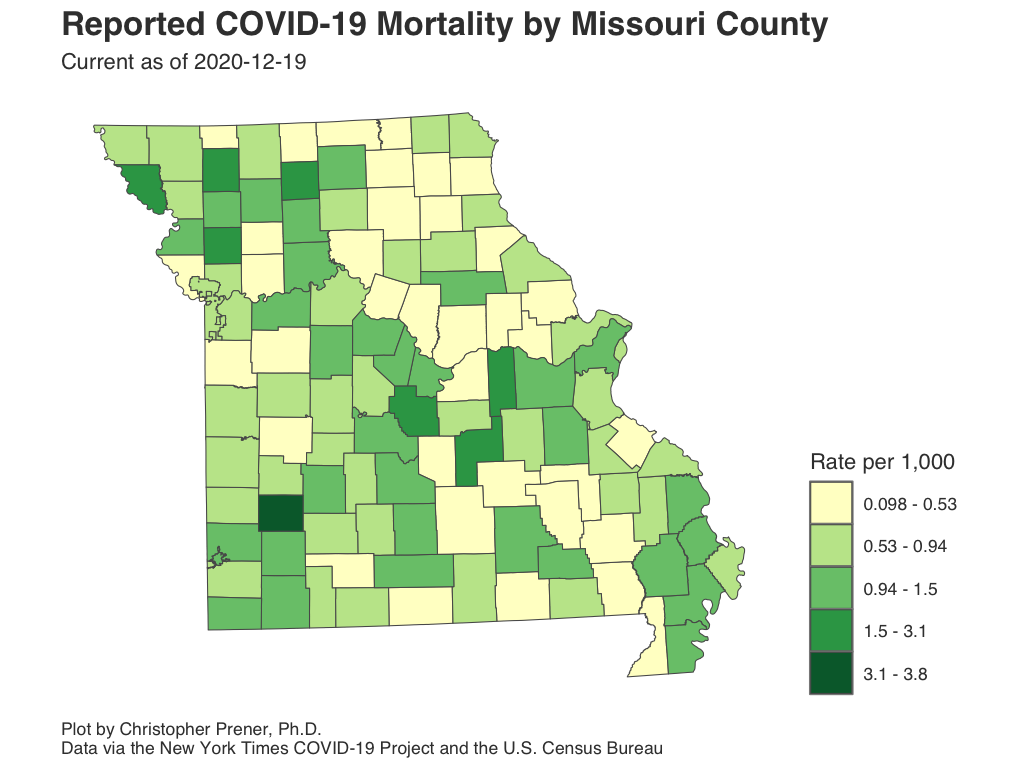 Reported COVID-19 Mortality by Missouri County
Current as of 2020-12-19
Rate per 1,000
0.098 - 0.53
0.53 - 0.94
0.94 - 1.5
1.5 - 3.1
3.1 - 3.8
Plot by Christopher Prener, Ph.D.
Data via the New York Times COVID-19 Project and the U.S. Census Bureau